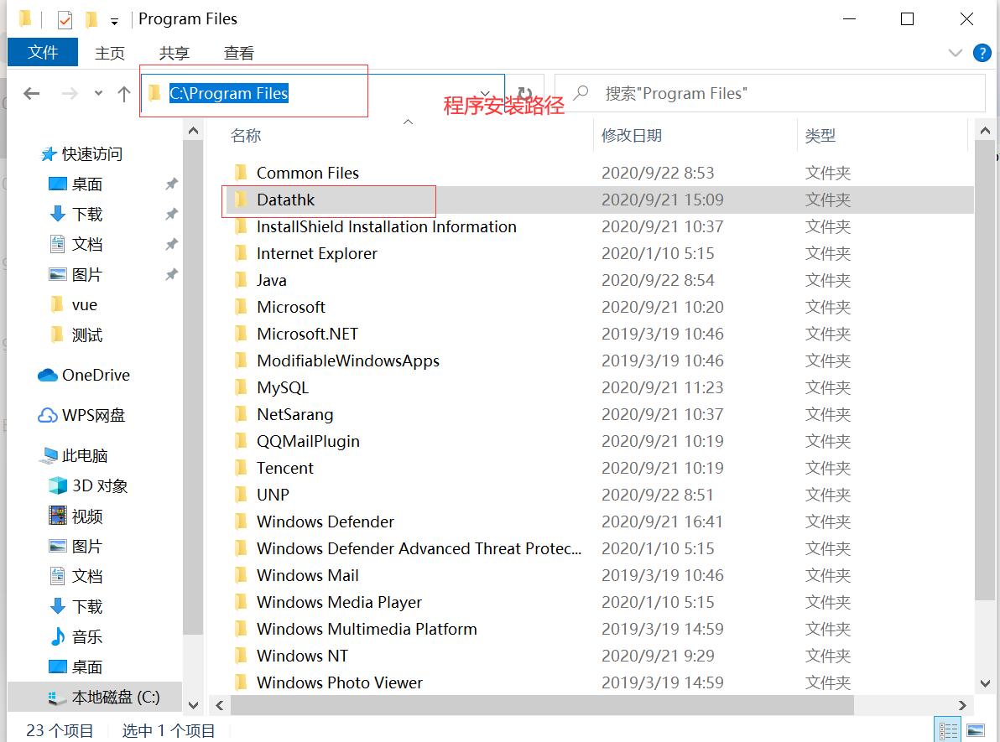 Program Files
文件 主页 共享 查看
C:\Program Files
搜索"Program Files"
程序安装路径
名称 修改日期 类型
快速访问
桌面
下载
文档
图片
vue
测试
OneDrive
WPS网盘
此电脑
3D 对象
视频
图片
文档
下载
音乐
桌面
本地磁盘 (C:)
Common Files 2020/9/22 8:53 文件夹
Datathk 2020/9/21 15:09 文件夹
InstallShield Installation Information 2020/9/21 10:37 文件夹
Internet Explorer 2020/1/10 5:15 文件夹
Java 2020/9/22 8:54 文件夹
Microsoft 2020/9/21 10:20 文件夹
Microsoft.NET 2019/3/19 10:46 文件夹
ModifiableWindowsApps 2019/3/19 10:46 文件夹
MySQL 2020/9/21 11:23 文件夹
NetSarang 2020/9/21 10:37 文件夹
QQMailPlugin 2020/9/21 10:19 文件夹
Tencent 2020/9/21 10:19 文件夹
UNP 2020/9/22 8:51 文件夹
Windows Defender 2020/9/21 16:41 文件夹
Windows Defender Advanced Threat Protec... 2020/1/10 5:15 文件夹
Windows Mail 2019/3/19 10:46 文件夹
Windows Media Player 2020/1/10 5:15 文件夹
Windows Multimedia Platform 2019/3/19 14:59 文件夹
Windows NT 2020/9/21 9:29 文件夹
Windows Photo Viewer 2019/3/19 14:59 文件夹
23 个项目 选中 1 个项目